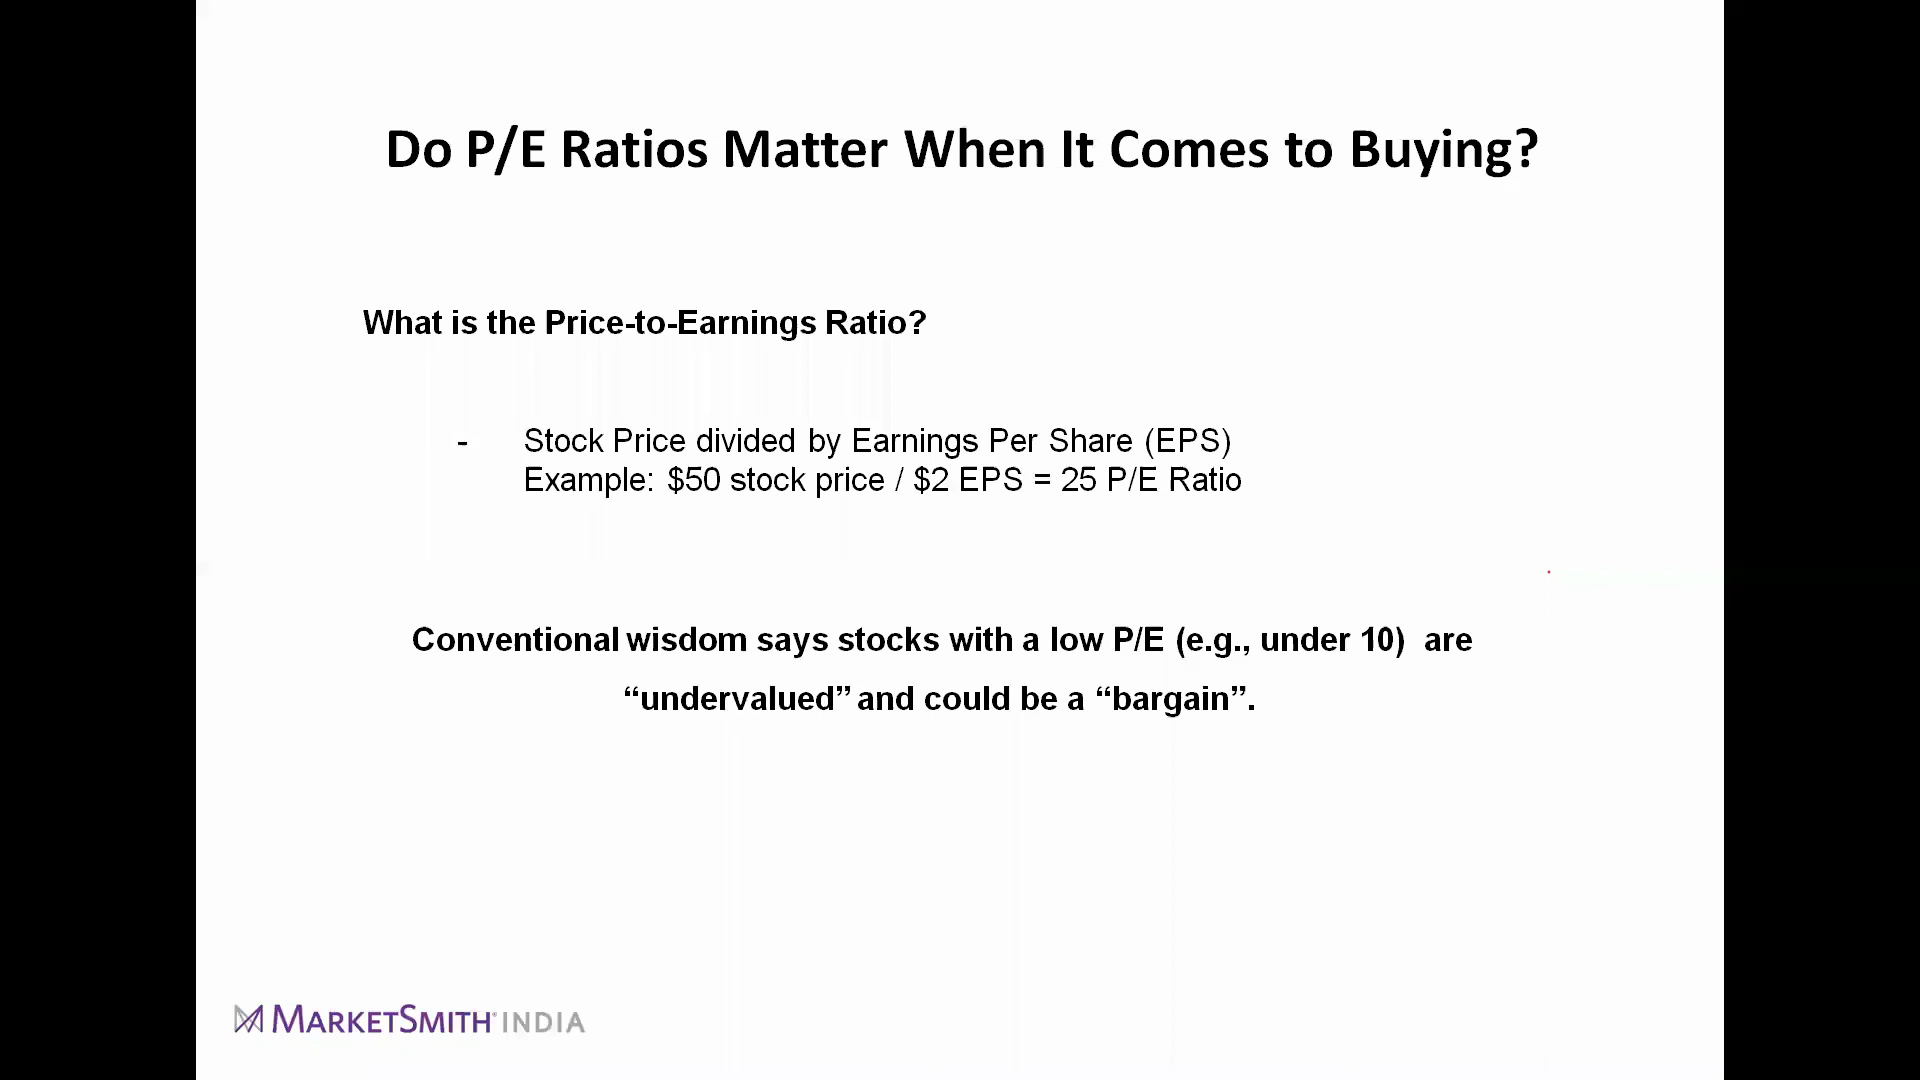 Do P/E Ratios Matter When It Comes to Buying?
What is the Price-to-Earnings Ratio?
- Stock Price divided by Earnings Per Share (EPS)
Example: $50 stock price / $2 EPS = 25 P/E Ratio
Conventional wisdom says stocks with a low P/E (e.g., under 10) are
“undervalued” and could be a “bargain”.
MARKETSMITH INDIA